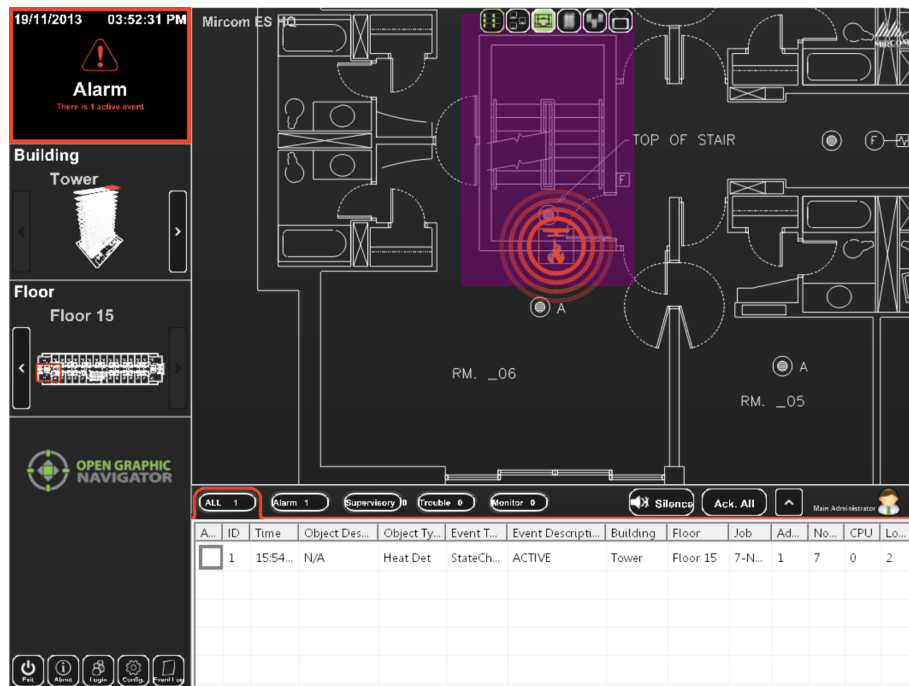 19/11/2013 03:52:31 PM
Alarm
There is 1 active event
Building
Tower
Floor
Floor 15
OPEN GRAPHIC
NAVIGATOR
Exit About Login Config. Event Log
Mircom ES HQ
MIRCOM
TOP OF STAIR
F
F
A
A
RM. _06
RM. _05
ALL 1 Alarm 1 Supervisory 0 Trouble 0 Monitor 0 Silence Ack. All Main Administrator
A... ID Time Object Des... Object Ty... Event T... Event Descripti... Building Floor Job Ad... No... CPU Lo...
1 15:54... N/A Heat Det StateCh... ACTIVE Tower Floor 15 7-N... 1 7 0 2